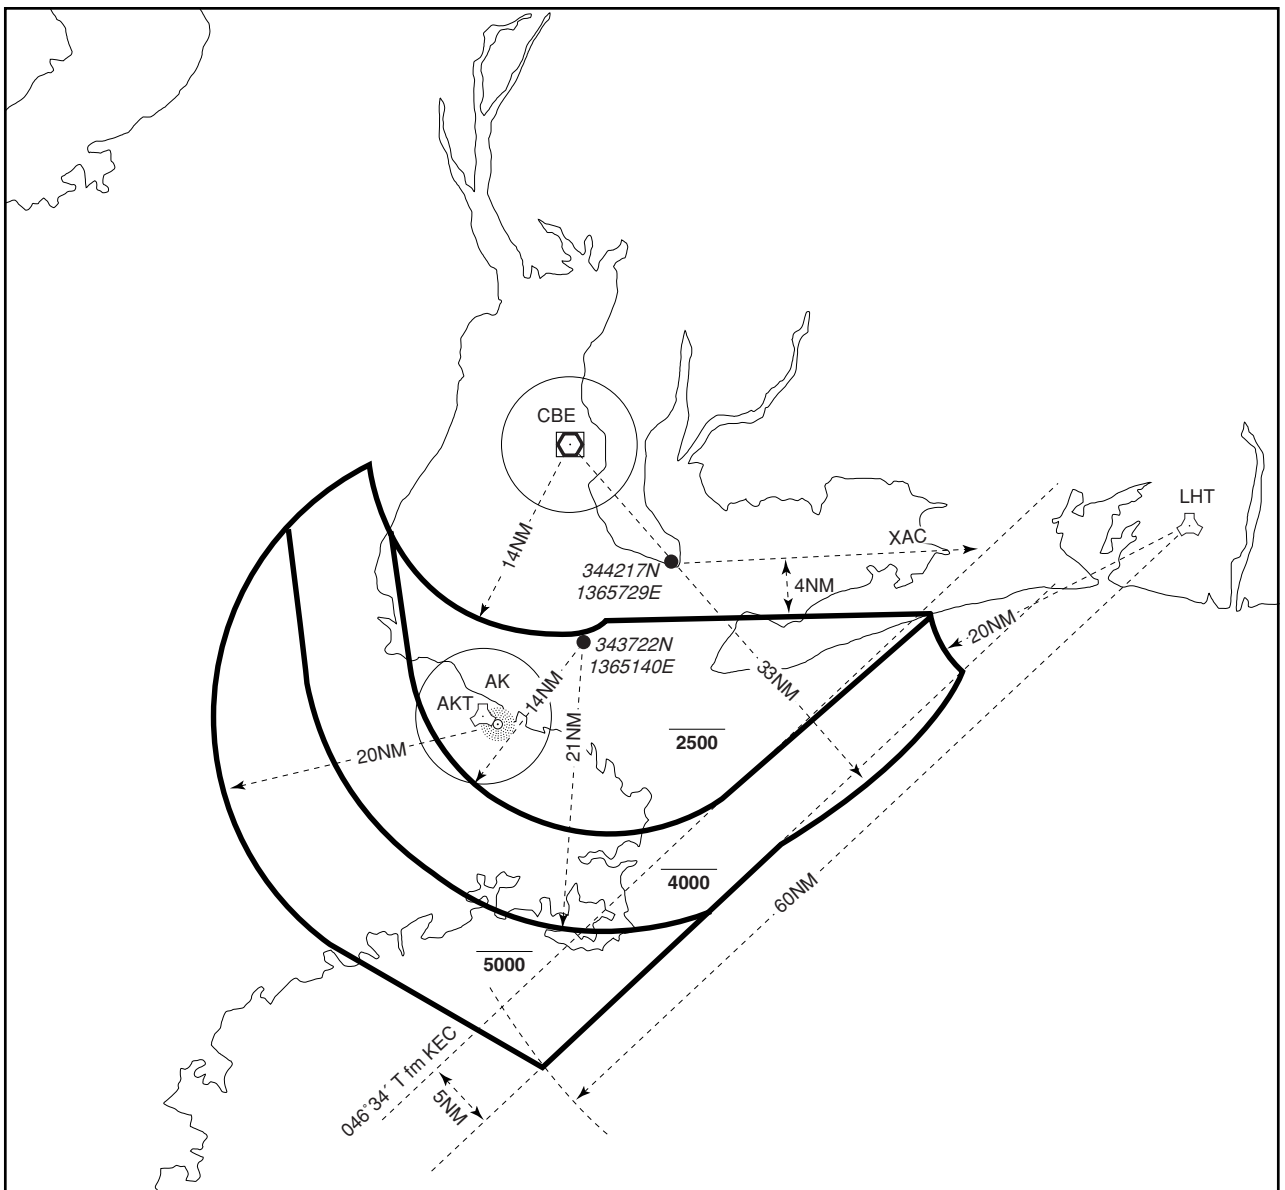 CBE
LHT
14NM
XAC
344217N
1365729E
4NM
20NM
343722N
1365140E
33NM
AK
AKT
14NM
21NM
2500
20NM
4000
60NM
5000
046°34´T fm KEC
5NM